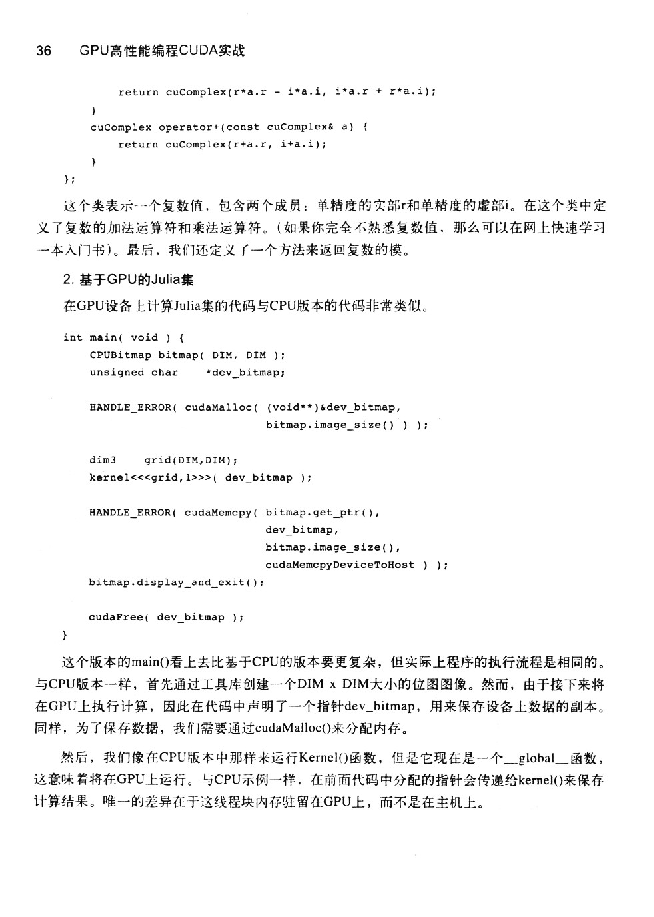 36 GPU高性能编程CUDA实战
return cuComplex(r*a.r - i*a.i, i*a.r + r*a.i);
}
cuComplex operator+(const cuComplex& a) {
return cuComplex(r+a.r, i+a.i);
}
};
这个类表示一个复数值，包含两个成员：单精度的实部r和单精度的虚部i。在这个类中定
义了复数的加法运算符和乘法运算符。（如果你完全不熟悉复数值，那么可以在网上快速学习
一本入门书）。最后，我们还定义了一个方法来返回复数的模。
2. 基于GPU的Julia集
在GPU设备上计算Julia集的代码与CPU版本的代码非常类似。
int main( void ) {
CPUBitmap bitmap( DIM, DIM );
unsigned char *dev_bitmap;
HANDLE_ERROR( cudaMalloc( (void**)&dev_bitmap,
bitmap.image_size() ) );
dim3 grid(DIM,DIM);
kernel<<<grid,1>>>( dev_bitmap );
HANDLE_ERROR( cudaMemcpy( bitmap.get_ptr(),
dev_bitmap,
bitmap.image_size(),
cudaMemcpyDeviceToHost ) );
bitmap.display_and_exit();
cudaFree( dev_bitmap );
}
这个版本的main()看上去比基于CPU的版本要更复杂，但实际上程序的执行流程是相同的。
与CPU版本一样，首先通过工具库创建一个DIM x DIM大小的位图图像。然而，由于接下来将
在GPU上执行计算，因此在代码中声明了一个指针dev_bitmap，用来保存设备上数据的副本。
同样，为了保存数据，我们需要通过cudaMalloc()来分配内存。
然后，我们像在CPU版本中那样来运行Kernel()函数，但是它现在是一个__global__函数，
这意味着将在GPU上运行。与CPU示例一样，在前面代码中分配的指针会传递给kernel()来保存
计算结果。唯一的差异在于这线程块内存驻留在GPU上，而不是在主机上。